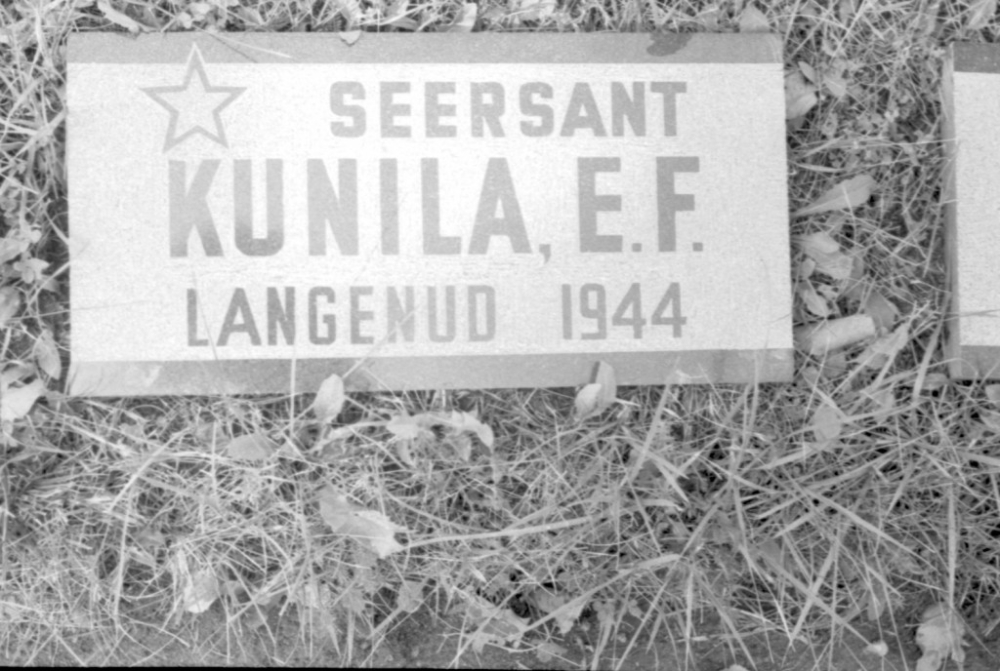 SEERSANT
KUNILA, E.F.
LANGENUD 1944